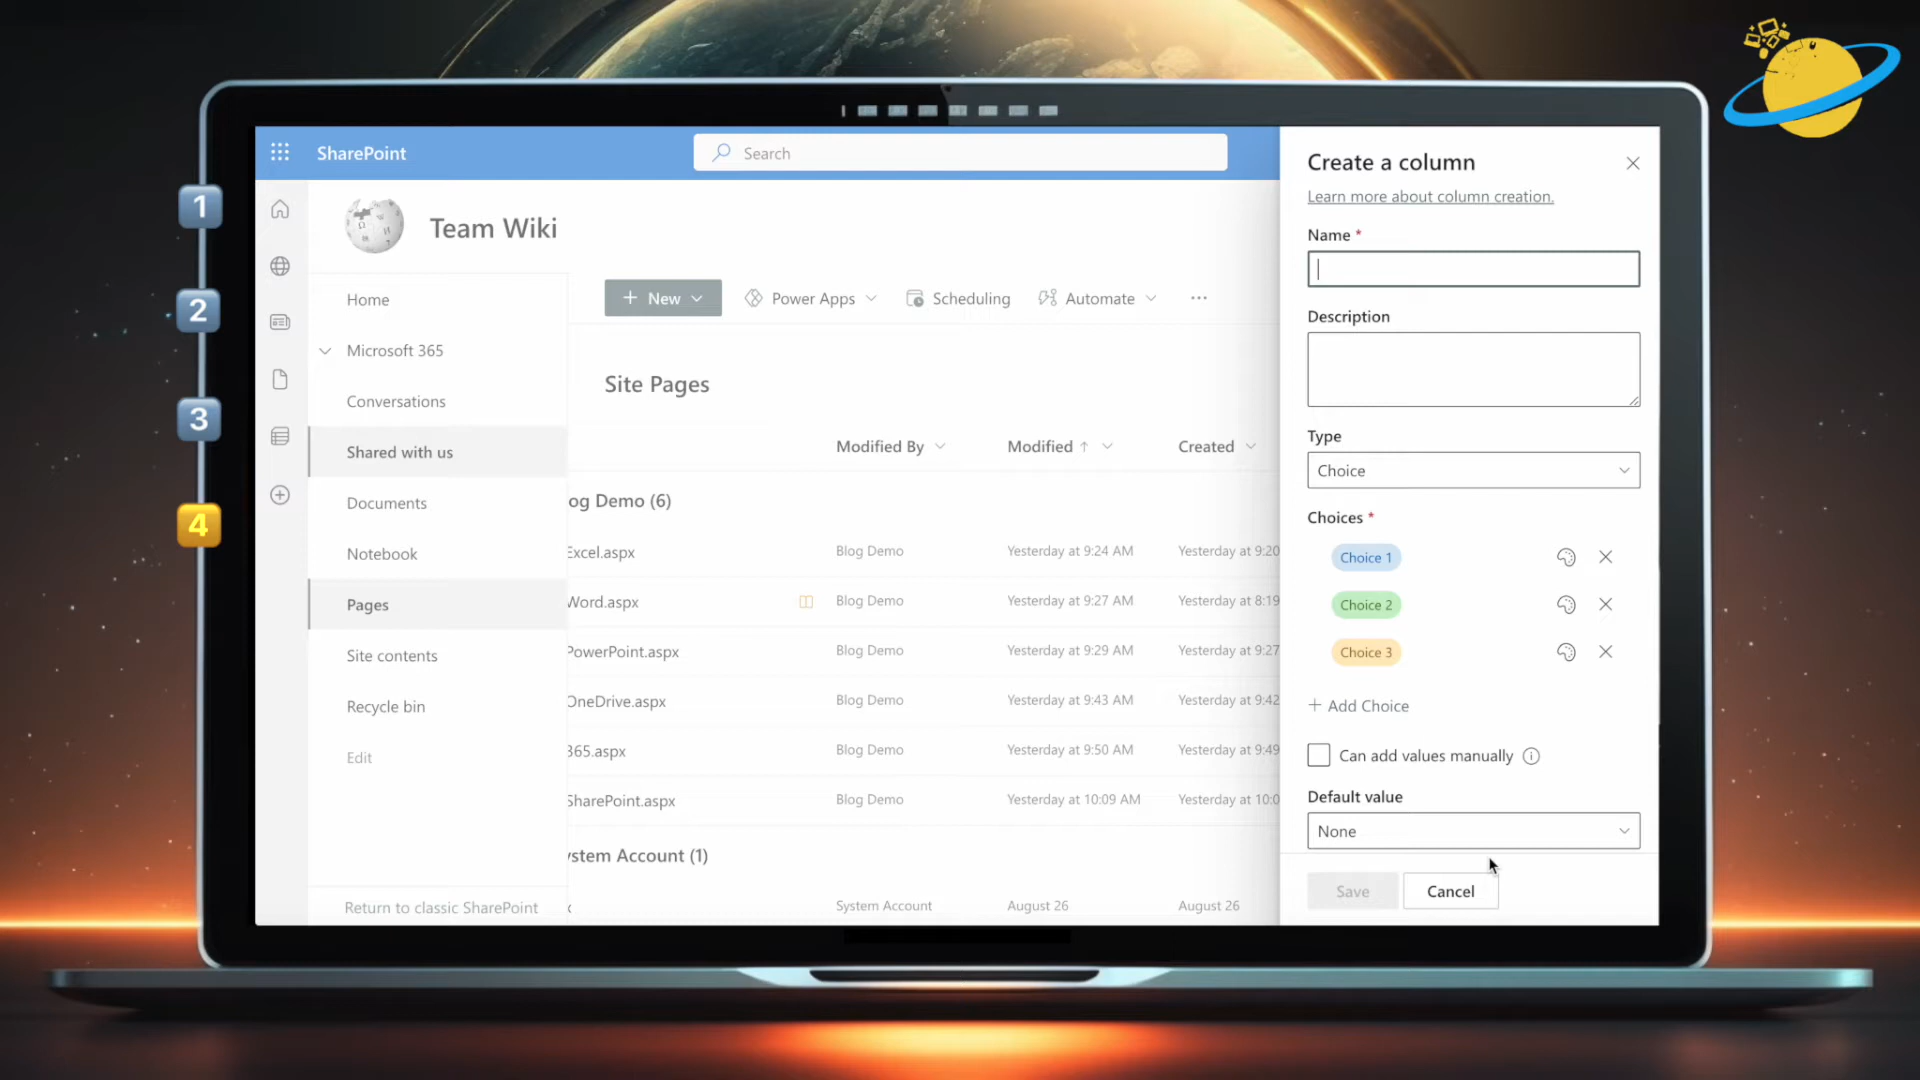 SharePoint
Search
1
2
3
4
Team Wiki
Home
Microsoft 365
Conversations
Shared with us
Documents
Notebook
Pages
Site contents
Recycle bin
Edit
Return to classic SharePoint
+ New
Power Apps
Scheduling
Automate
...
Site Pages
Modified By
Modified ↑
Created
og Demo (6)
Excel.aspx Blog Demo Yesterday at 9:24 AM Yesterday at 9:20
Word.aspx Blog Demo Yesterday at 9:27 AM Yesterday at 8:19
PowerPoint.aspx Blog Demo Yesterday at 9:29 AM Yesterday at 9:27
OneDrive.aspx Blog Demo Yesterday at 9:43 AM Yesterday at 9:42
365.aspx Blog Demo Yesterday at 9:50 AM Yesterday at 9:49
SharePoint.aspx Blog Demo Yesterday at 10:09 AM Yesterday at 10:0
ystem Account (1)
System Account August 26 August 26
Create a column
Learn more about column creation.
Name *
Description
Type
Choice
Choices *
Choice 1
Choice 2
Choice 3
+ Add Choice
Can add values manually
Default value
None
Save
Cancel